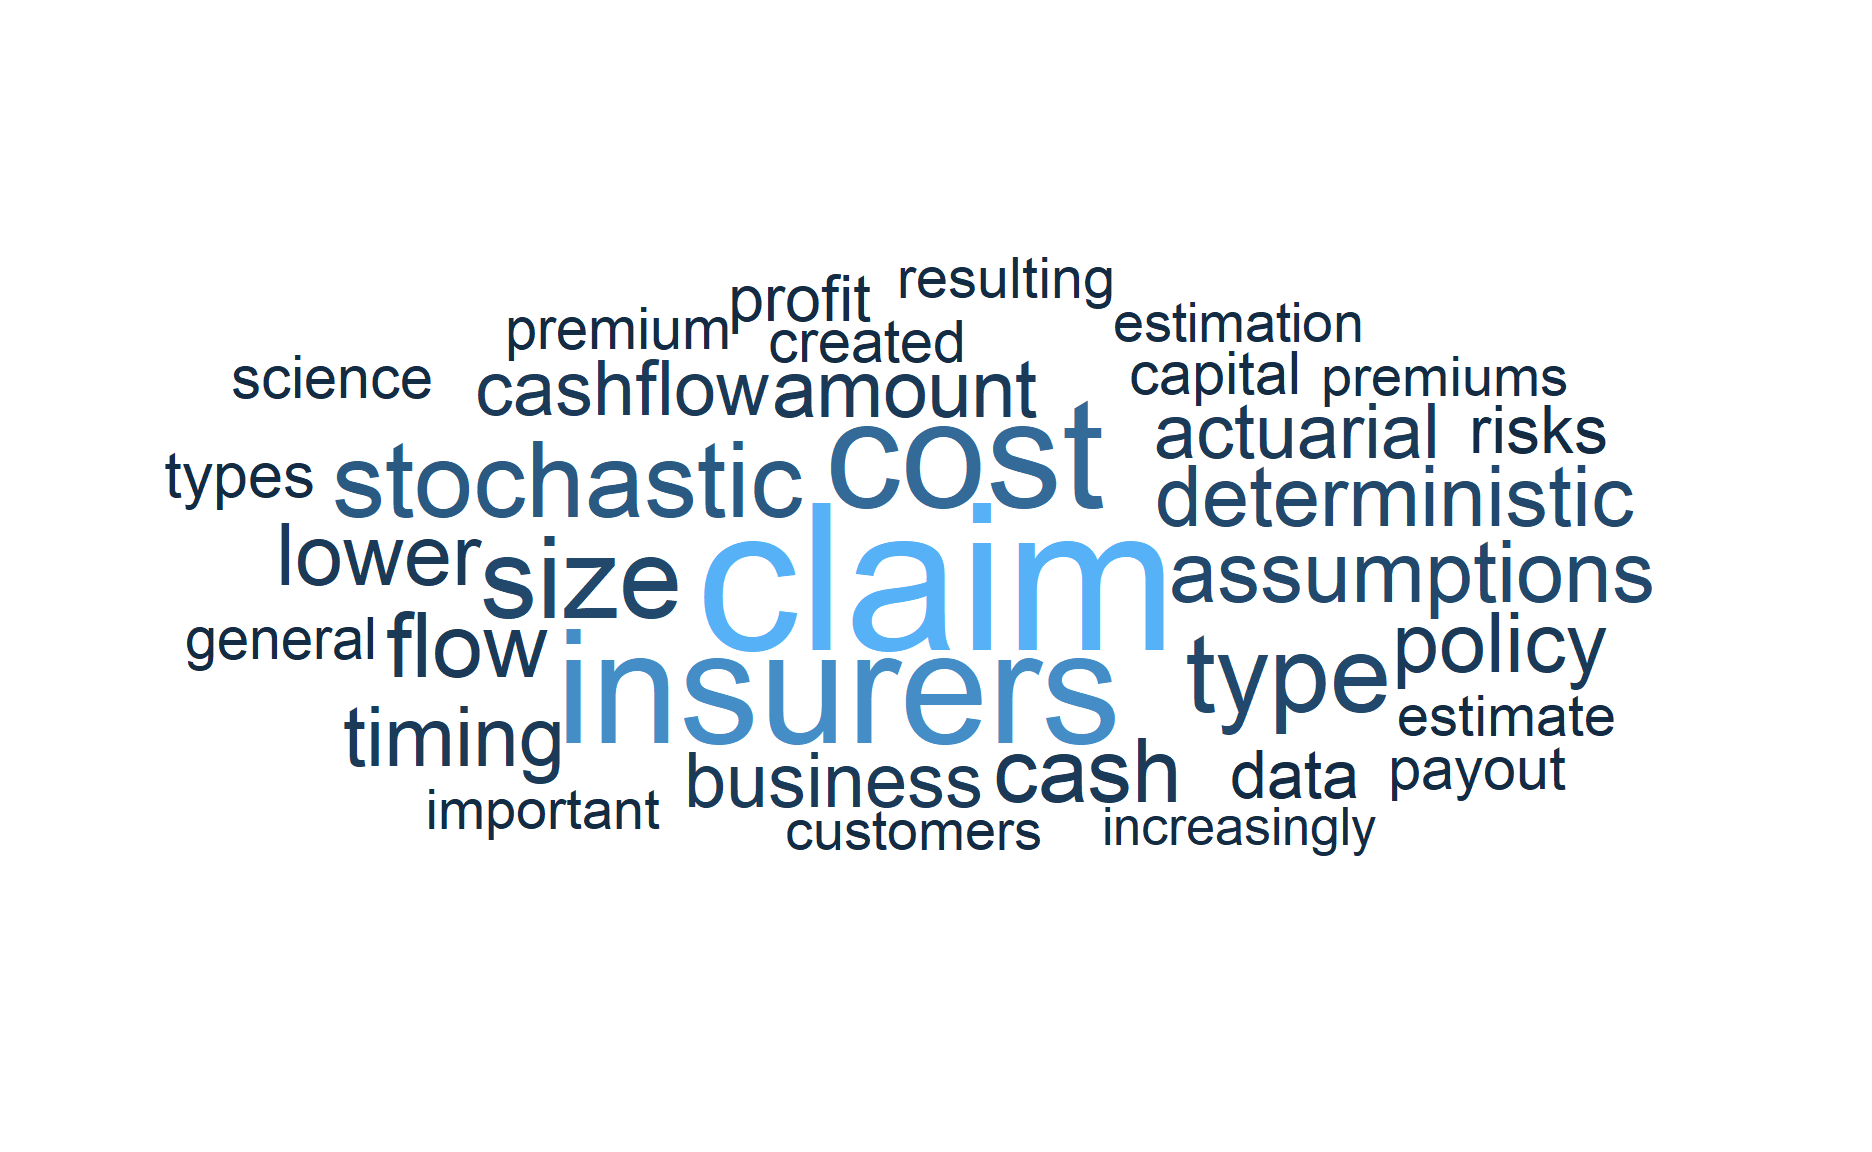 resulting
profit
estimation
premium
created
capital
premiums
science
cashflow
amount
actuarial
risks
cost
types
stochastic
deterministic
lower
size
claim
assumptions
general
flow
insurers
type
policy
timing
estimate
business
cash
data
payout
important
customers
increasingly